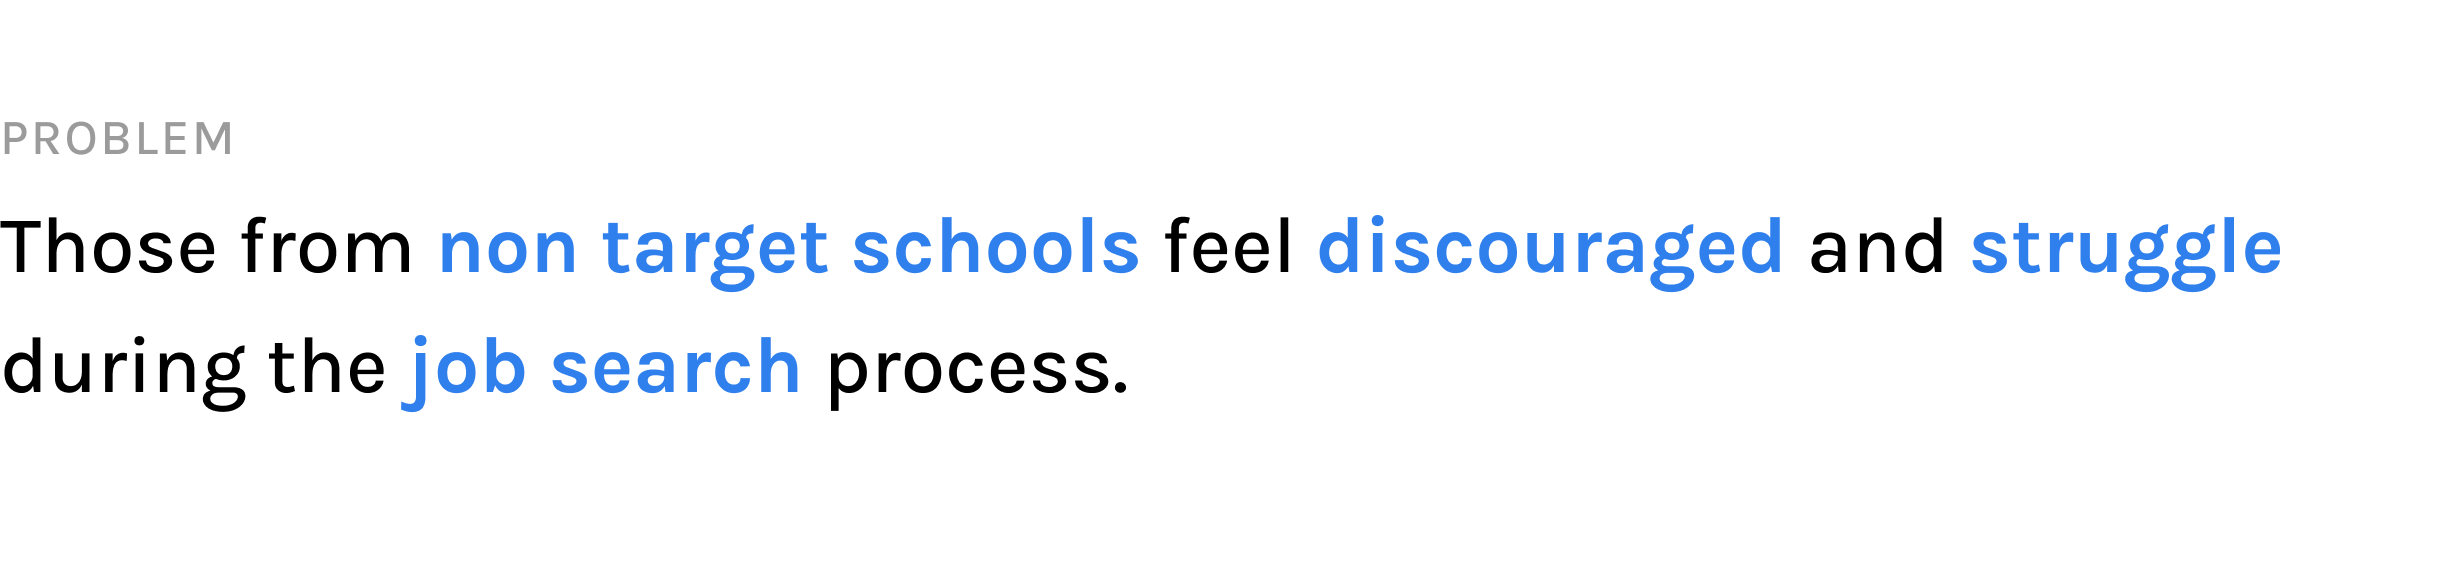 PROBLEM
Those from non target schools feel discouraged and struggle
during the job search process.